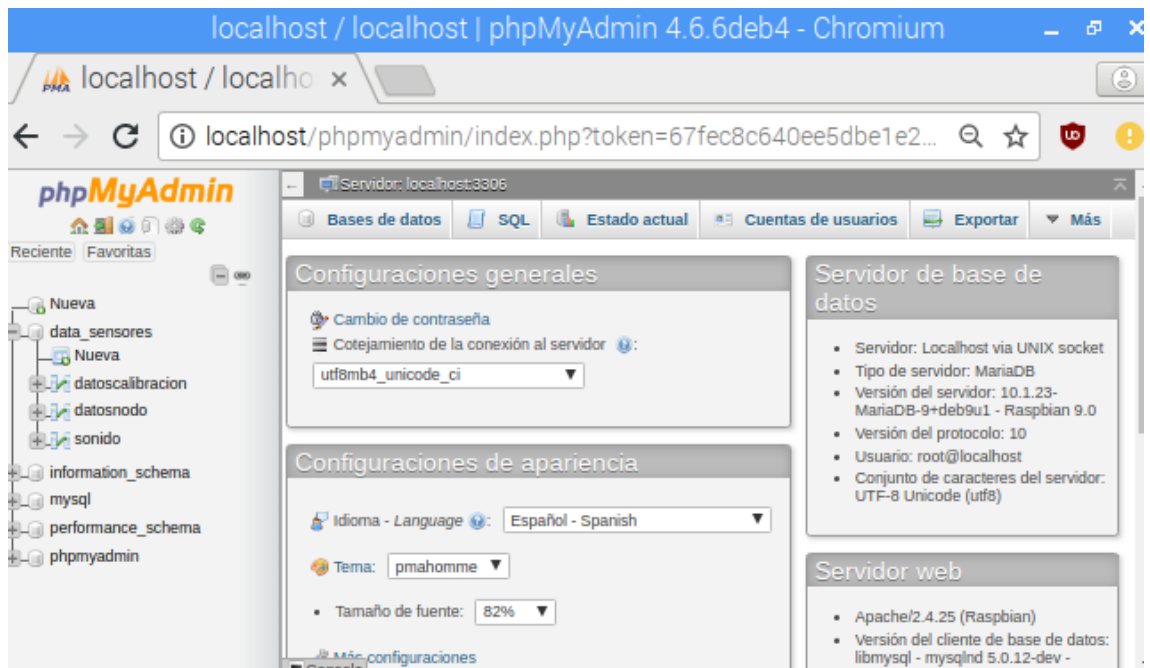 localhost / localhost | phpMyAdmin 4.6.6deb4 - Chromium
PMA localhost / localho
localhost/phpmyadmin/index.php?token=67fec8c640ee5dbe1e2...
phpMyAdmin
Reciente Favoritas
Nueva
data_sensores
Nueva
datoscalibracion
datosnodo
sonido
information_schema
mysql
performance_schema
phpmyadmin
Servidor: localhost:3306
Bases de datos SQL Estado actual Cuentas de usuarios Exportar Más
Configuraciones generales
Cambio de contraseña
Cotejamiento de la conexión al servidor :
utf8mb4_unicode_ci
Configuraciones de apariencia
Idioma - Language : Español - Spanish
Tema: pmahomme
• Tamaño de fuente: 82%
Más configuraciones
Consola
Servidor de base de
datos
• Servidor: Localhost via UNIX socket
• Tipo de servidor: MariaDB
• Versión del servidor: 10.1.23-
MariaDB-9+deb9u1 - Raspbian 9.0
• Versión del protocolo: 10
• Usuario: root@localhost
• Conjunto de caracteres del servidor:
UTF-8 Unicode (utf8)
Servidor web
• Apache/2.4.25 (Raspbian)
• Versión del cliente de base de datos:
libmysql - mysqlnd 5.0.12-dev -